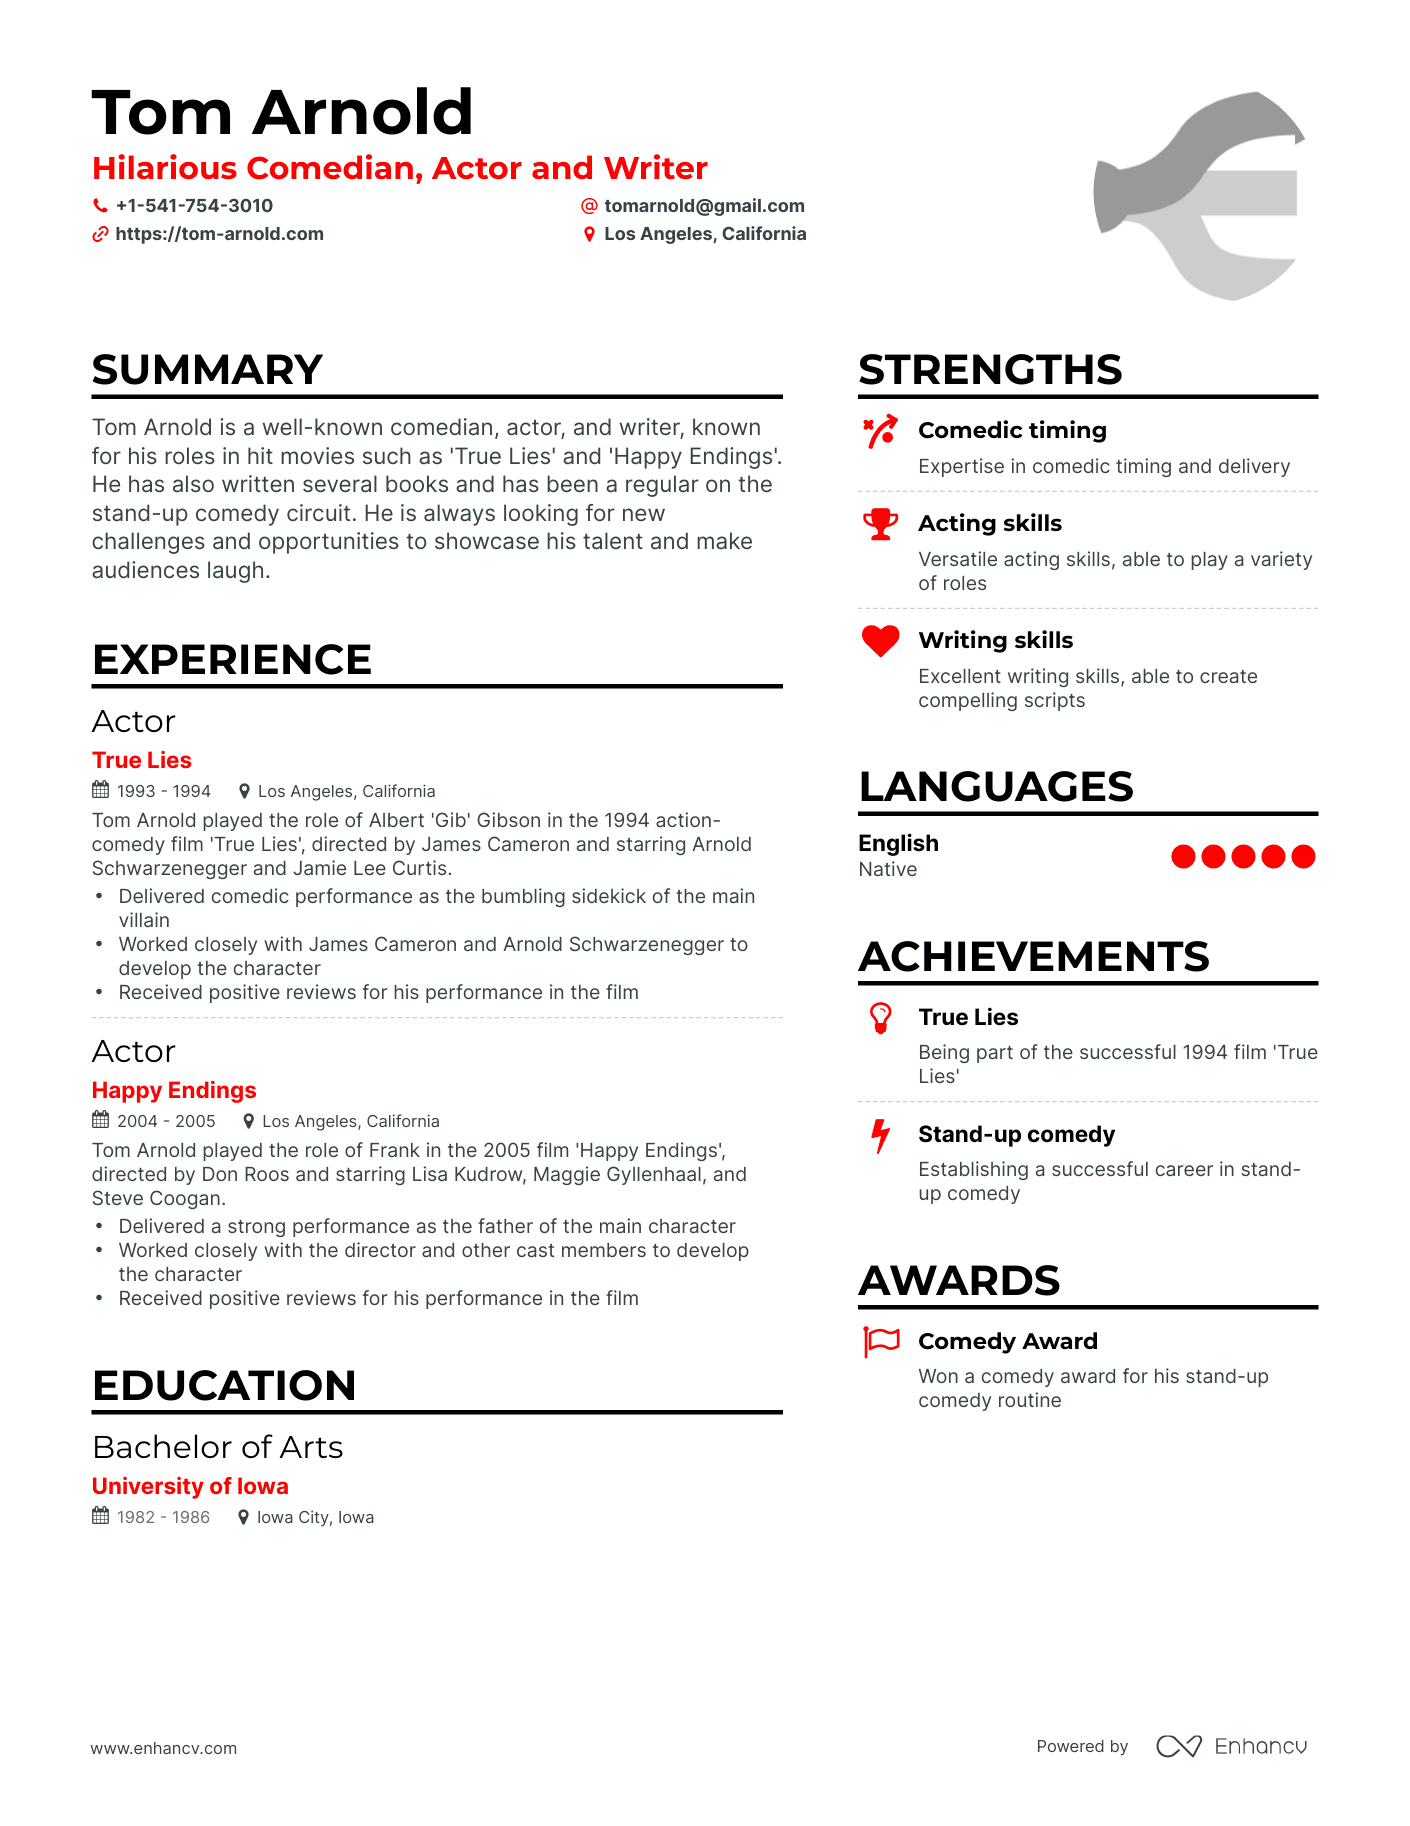 Tom Arnold
Hilarious Comedian, Actor and Writer
+1-541-754-3010
@ tomarnold@gmail.com
https://tom-arnold.com
Los Angeles, California
SUMMARY
Tom Arnold is a well-known comedian, actor, and writer, known
for his roles in hit movies such as 'True Lies' and 'Happy Endings'.
He has also written several books and has been a regular on the
stand-up comedy circuit. He is always looking for new
challenges and opportunities to showcase his talent and make
audiences laugh.
EXPERIENCE
Actor
True Lies
1993 - 1994
Los Angeles, California
Tom Arnold played the role of Albert 'Gib' Gibson in the 1994 action-
comedy film 'True Lies', directed by James Cameron and starring Arnold
Schwarzenegger and Jamie Lee Curtis.
• Delivered comedic performance as the bumbling sidekick of the main
villain
• Worked closely with James Cameron and Arnold Schwarzenegger to
develop the character
• Received positive reviews for his performance in the film
Actor
Happy Endings
2004 - 2005
Los Angeles, California
Tom Arnold played the role of Frank in the 2005 film 'Happy Endings',
directed by Don Roos and starring Lisa Kudrow, Maggie Gyllenhaal, and
Steve Coogan.
• Delivered a strong performance as the father of the main character
• Worked closely with the director and other cast members to develop
the character
• Received positive reviews for his performance in the film
EDUCATION
Bachelor of Arts
University of Iowa
1982 - 1986
Iowa City, Iowa
STRENGTHS
Comedic timing
Expertise in comedic timing and delivery
Acting skills
Versatile acting skills, able to play a variety
of roles
Writing skills
Excellent writing skills, able to create
compelling scripts
LANGUAGES
English
Native
ACHIEVEMENTS
True Lies
Being part of the successful 1994 film 'True
Lies'
Stand-up comedy
Establishing a successful career in stand-
up comedy
AWARDS
Comedy Award
Won a comedy award for his stand-up
comedy routine
www.enhancv.com
Powered by
Enhancv